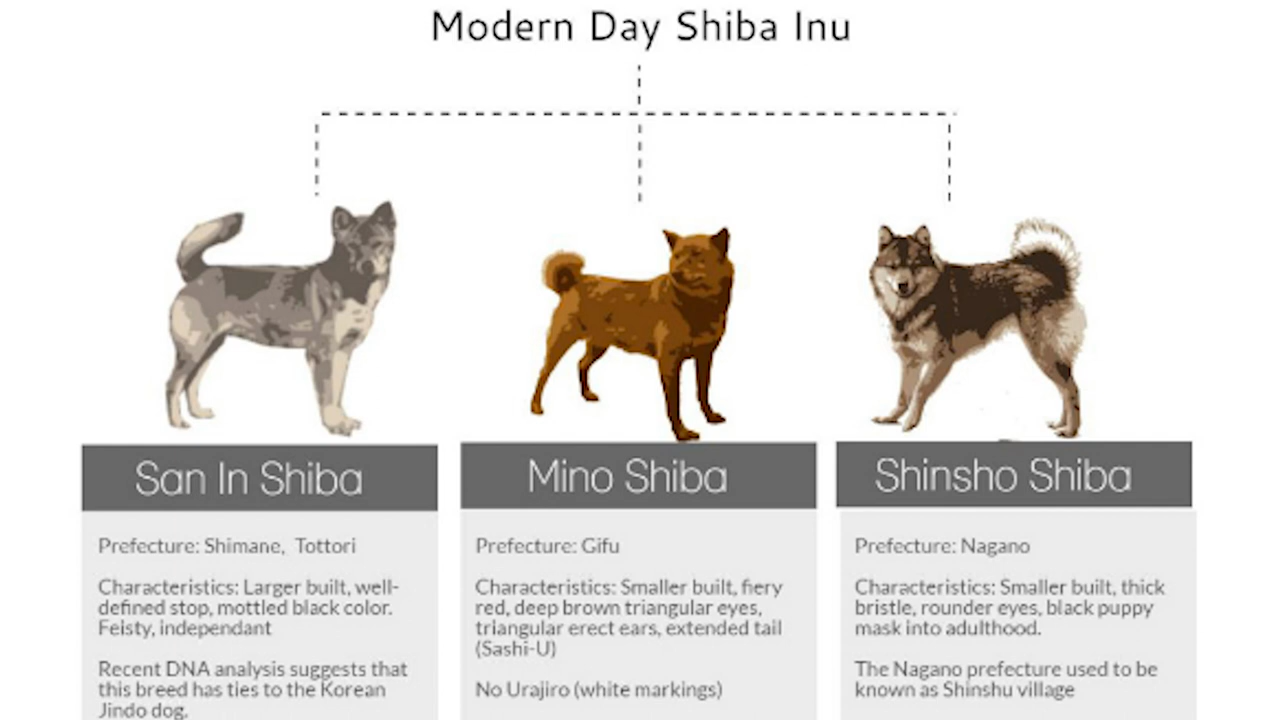 Modern Day Shiba Inu
San In Shiba
Prefecture: Shimane, Tottori
Characteristics: Larger built, well-
defined stop, mottled black color.
Feisty, independant
Recent DNA analysis suggests that
this breed has ties to the Korean
Jindo dog.
Mino Shiba
Prefecture: Gifu
Characteristics: Smaller built, fiery
red, deep brown triangular eyes,
triangular erect ears, extended tail
(Sashi-U)
No Urajiro (white markings)
Shinsho Shiba
Prefecture: Nagano
Characteristics: Smaller built, thick
bristle, rounder eyes, black puppy
mask into adulthood.
The Nagano prefecture used to be
known as Shinshu village